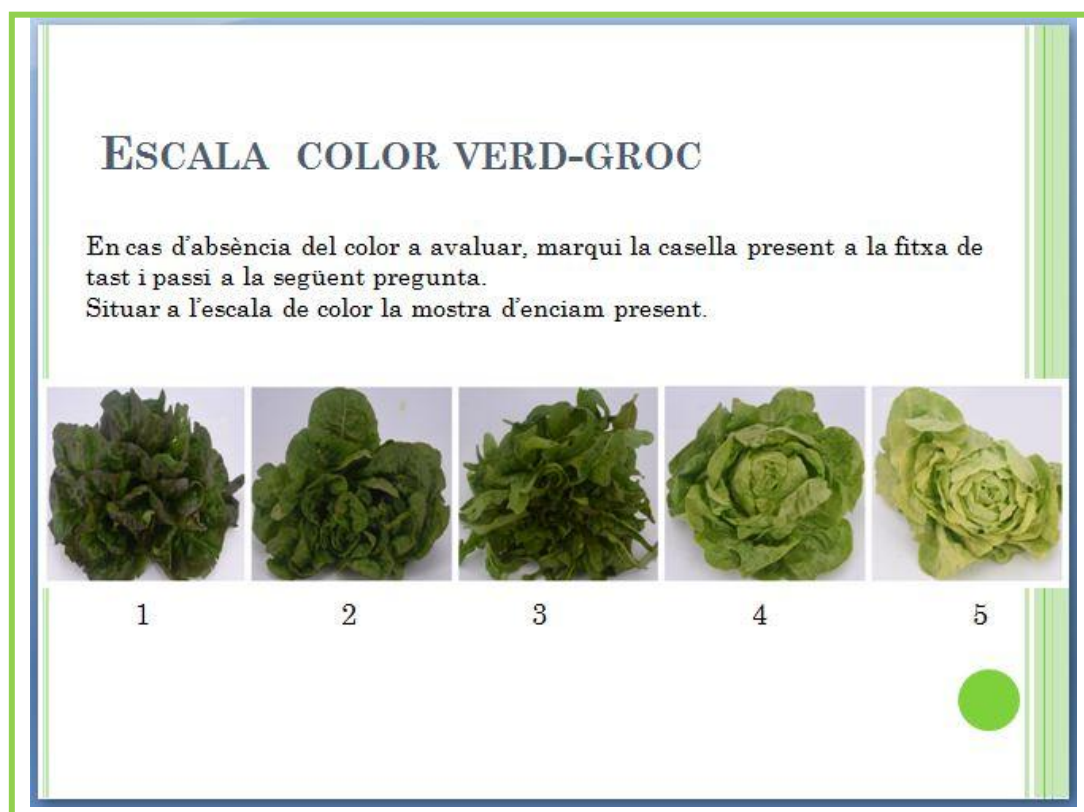 ESCALA COLOR VERD-GROC
En cas d'absència del color a avaluar, marqui la casella present a la fitxa de
tast i passi a la següent pregunta.
Situar a l'escala de color la mostra d'enciam present.
1 2 3 4 5